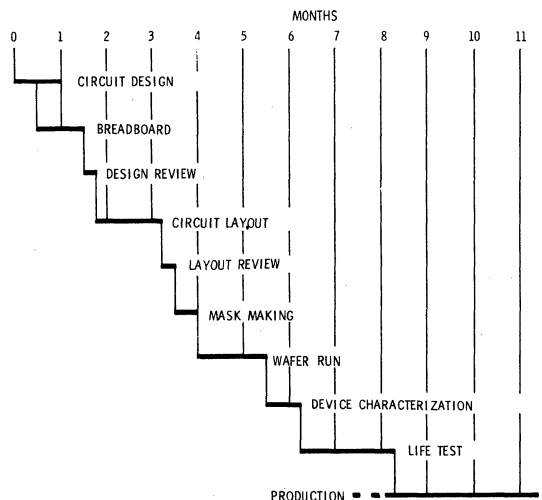 MONTHS
0 1 2 3 4 5 6 7 8 9 10 11
CIRCUIT DESIGN
BREADBOARD
DESIGN REVIEW
CIRCUIT LAYOUT
LAYOUT REVIEW
MASK MAKING
WAFER RUN
DEVICE CHARACTERIZATION
LIFE TEST
PRODUCTION